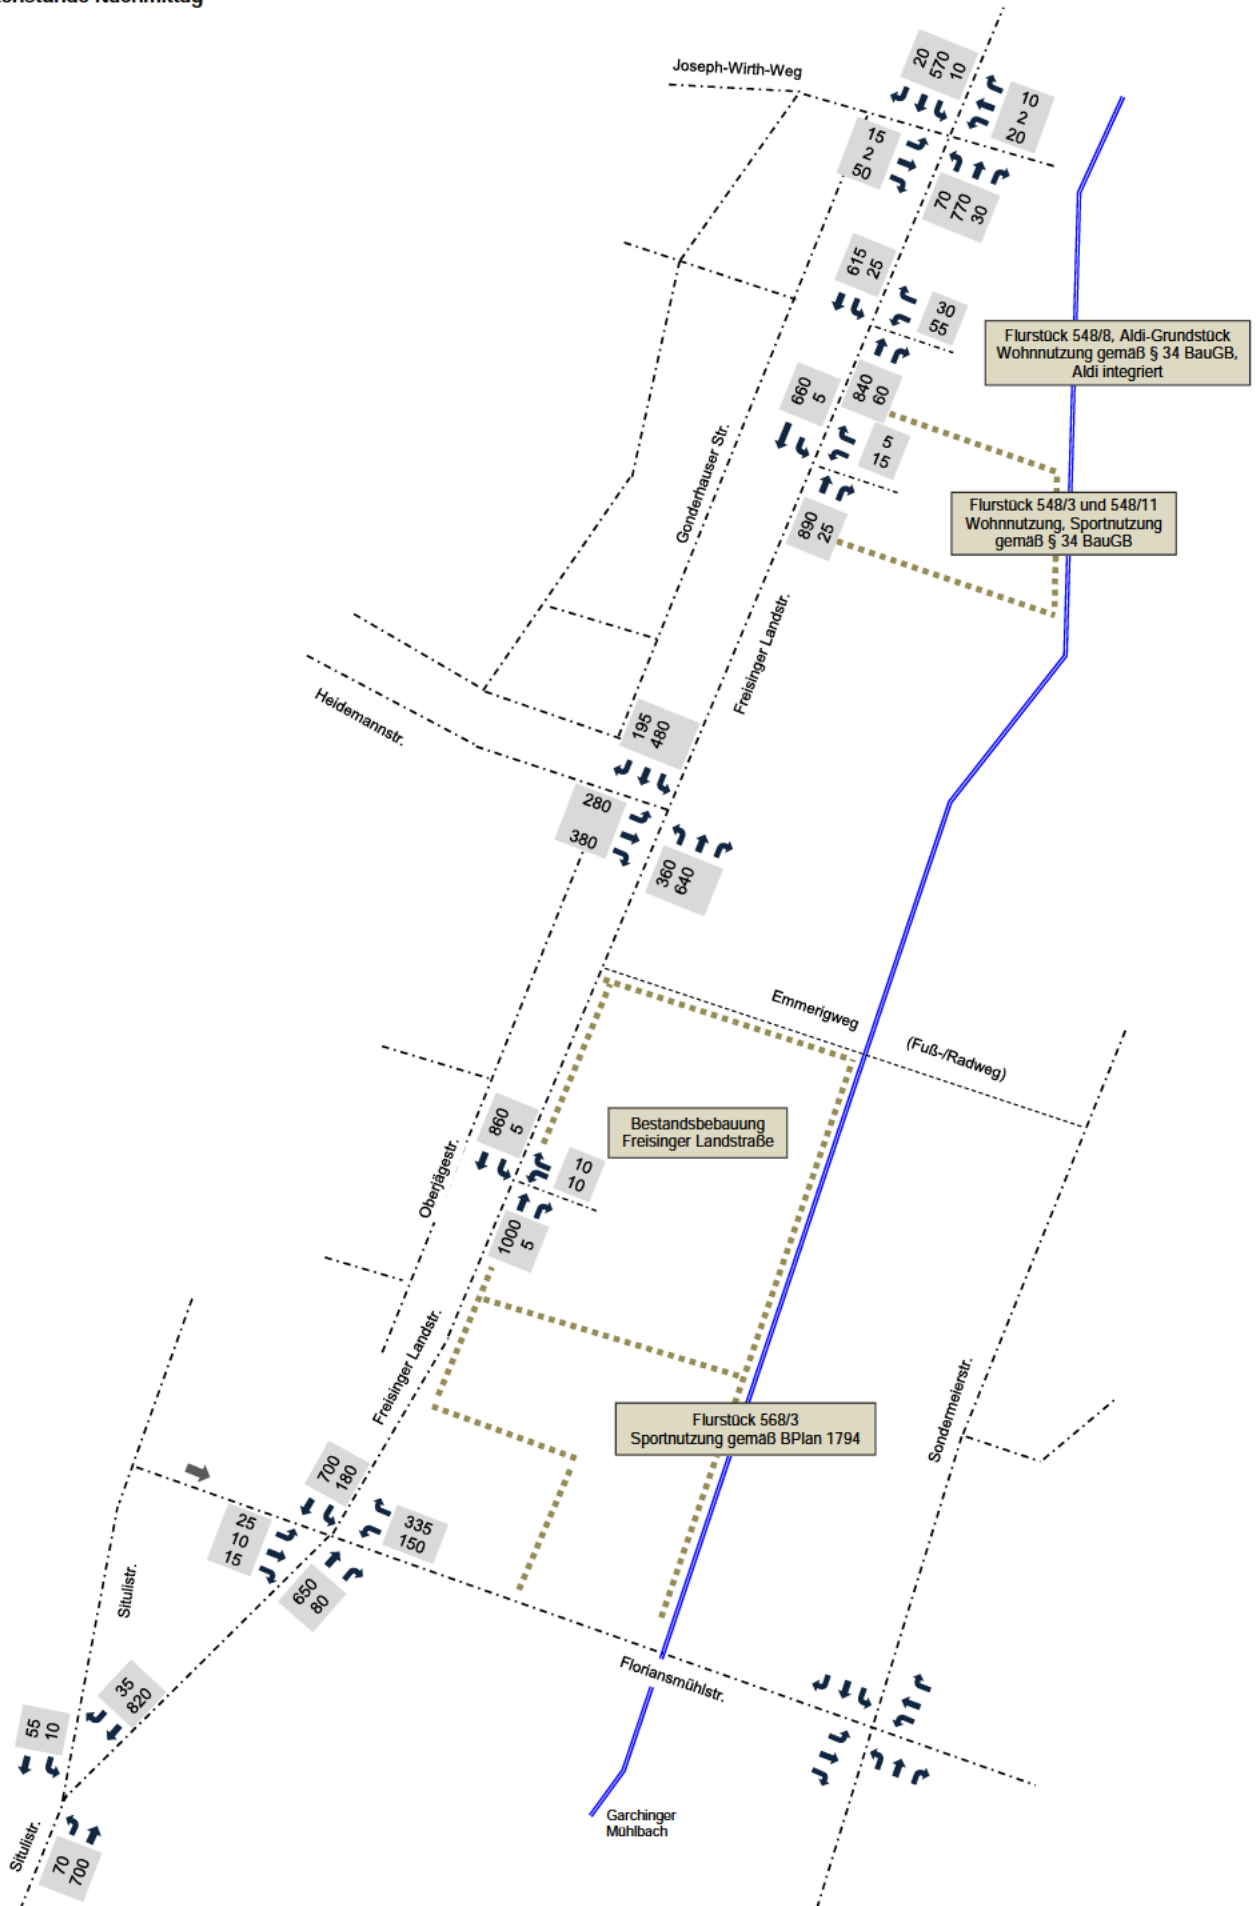 Nachmittag
Joseph-Wirth-Weg
20
570
10
10
2
20
15
2
50
70
770
30
615
25
30
55
Flurstück 548/8, Aldi-Grundstück
Wohnnutzung gemäß § 34 BauGB,
Aldi integriert
840
60
660
5
5
15
Gonderhauser Str.
890
25
Flurstück 548/3 und 548/11
Wohnnutzung, Sportnutzung
gemäß § 34 BauGB
Freisinger Landstr.
Heidemannstr.
195
480
280
380
360
640
Emmerigweg
(Fuß-/Radweg)
860
5
Bestandsbebauung
Freisinger Landstraße
10
10
Oberjägestr.
1000
5
Freisinger Landstr.
Sondermeierstr.
Flurstück 568/3
Sportnutzung gemäß BPlan 1794
700
180
25
10
15
335
150
650
80
Situlistr.
Floriansmühlstr.
35
820
55
10
Garchinger
Mühlbach
Situlistr.
70
700